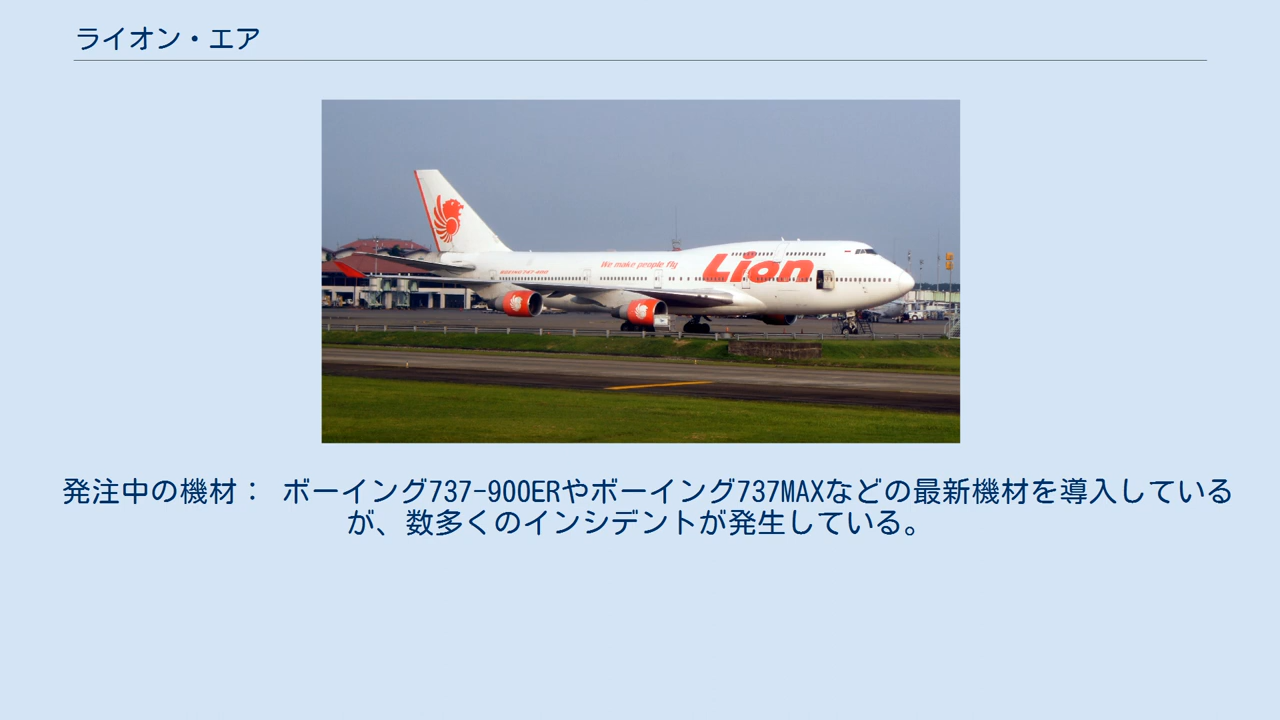 ライオン・エア
We make people fly
Lion
BOEING 747-400
発注中の機材： ボーイング737-900ERやボーイング737MAXなどの最新機材を導入している
が、数多くのインシデントが発生している。